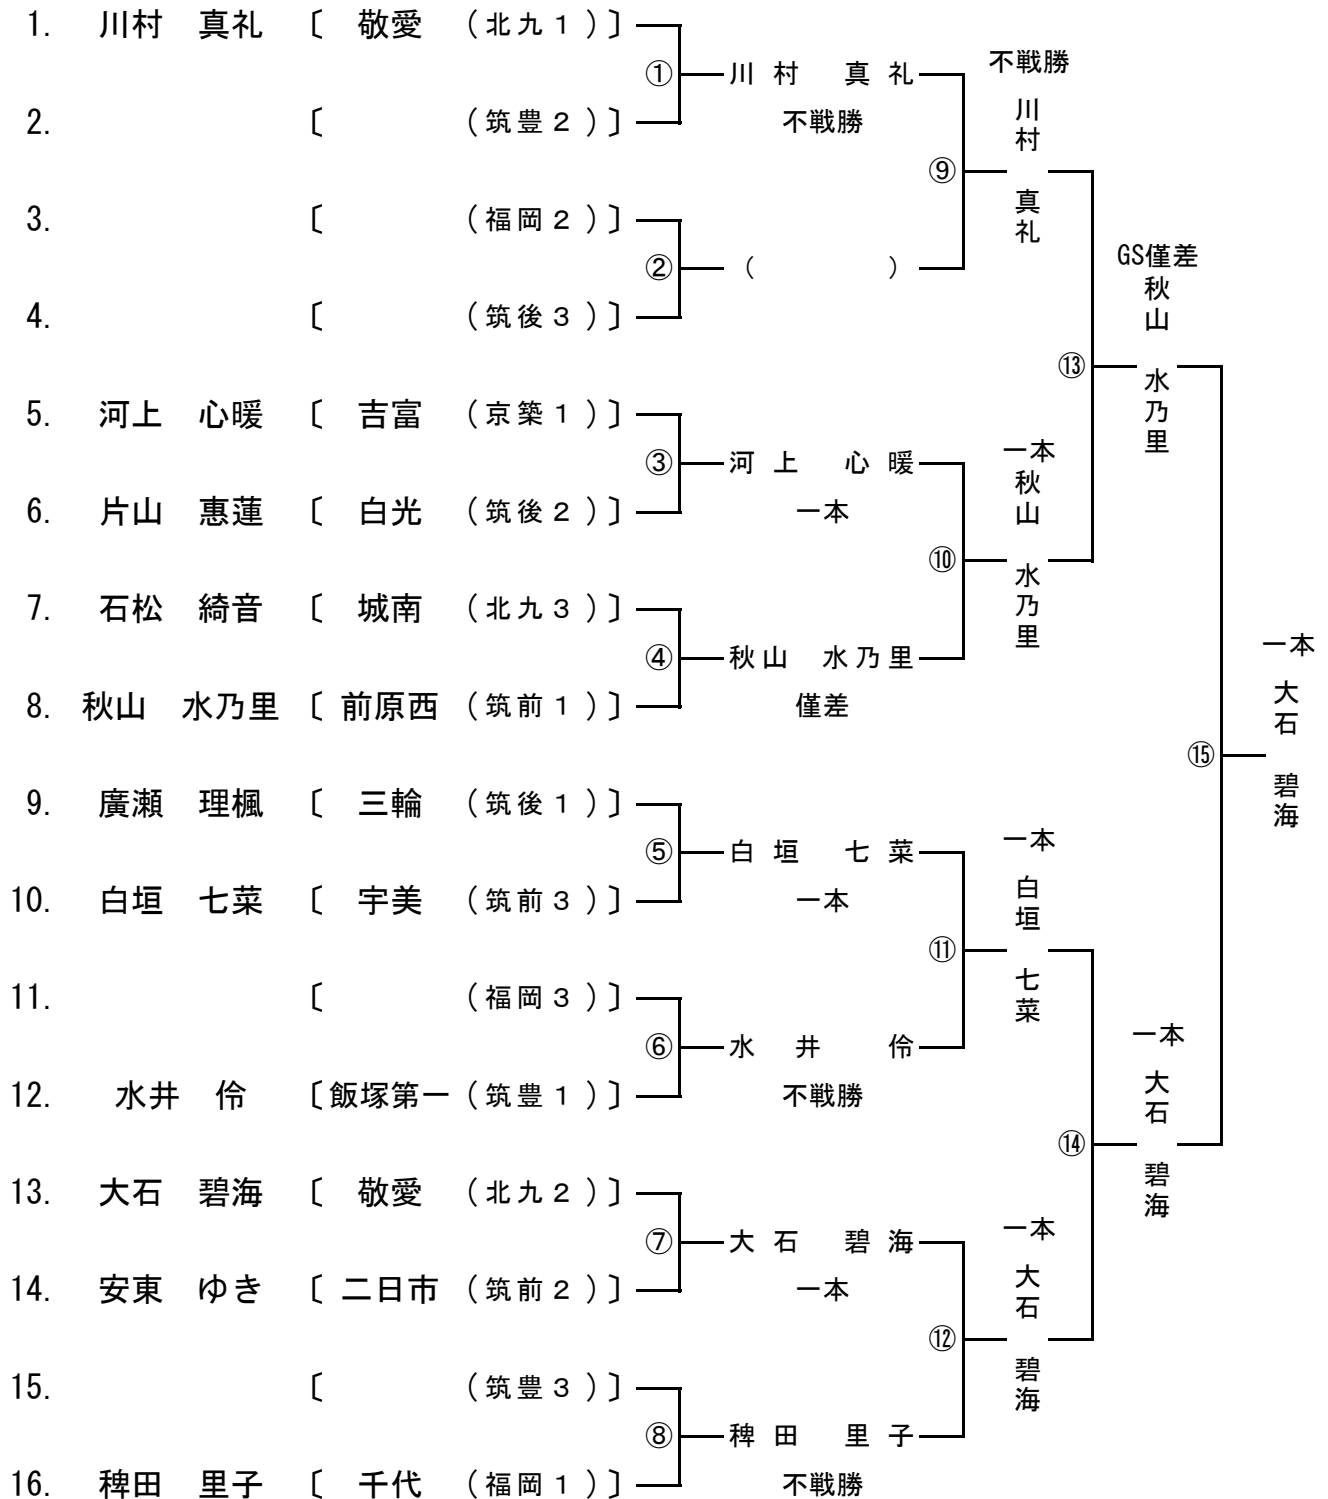 1. 川村 真礼 〔 敬愛 (北九1)〕
① 川村 真礼
不戦勝
2. 〔 (筑豊2)〕
3. 〔 (福岡2)〕
② ( )
4. 〔 (筑後3)〕
5. 河上 心暖 〔 吉富 (京築1)〕
③ 河上 心暖
一本
6. 片山 惠蓮 〔 白光 (筑後2)〕
7. 石松 綺音 〔 城南 (北九3)〕
④ 秋山 水乃里
僅差
8. 秋山 水乃里 〔 前原西 (筑前1)〕
9. 廣瀬 理楓 〔 三輪 (筑後1)〕
⑤ 白垣 七菜
一本
10. 白垣 七菜 〔 宇美 (筑前3)〕
11. 〔 (福岡3)〕
⑥ 水井 伶
不戦勝
12. 水井 伶 〔飯塚第一 (筑豊1)〕
13. 大石 碧海 〔 敬愛 (北九2)〕
⑦ 大石 碧海
一本
14. 安東 ゆき 〔 二日市 (筑前2)〕
15. 〔 (筑豊3)〕
⑧ 稗田 里子
不戦勝
16. 稗田 里子 〔 千代 (福岡1)〕
⑨
不戦勝
川村 真礼
⑩
一本
秋山 水乃里
⑪
一本
白垣 七菜
⑫
一本
大石 碧海
⑬
GS僅差
秋山 水乃里
⑭
一本
大石 碧海
⑮
一本
大石 碧海